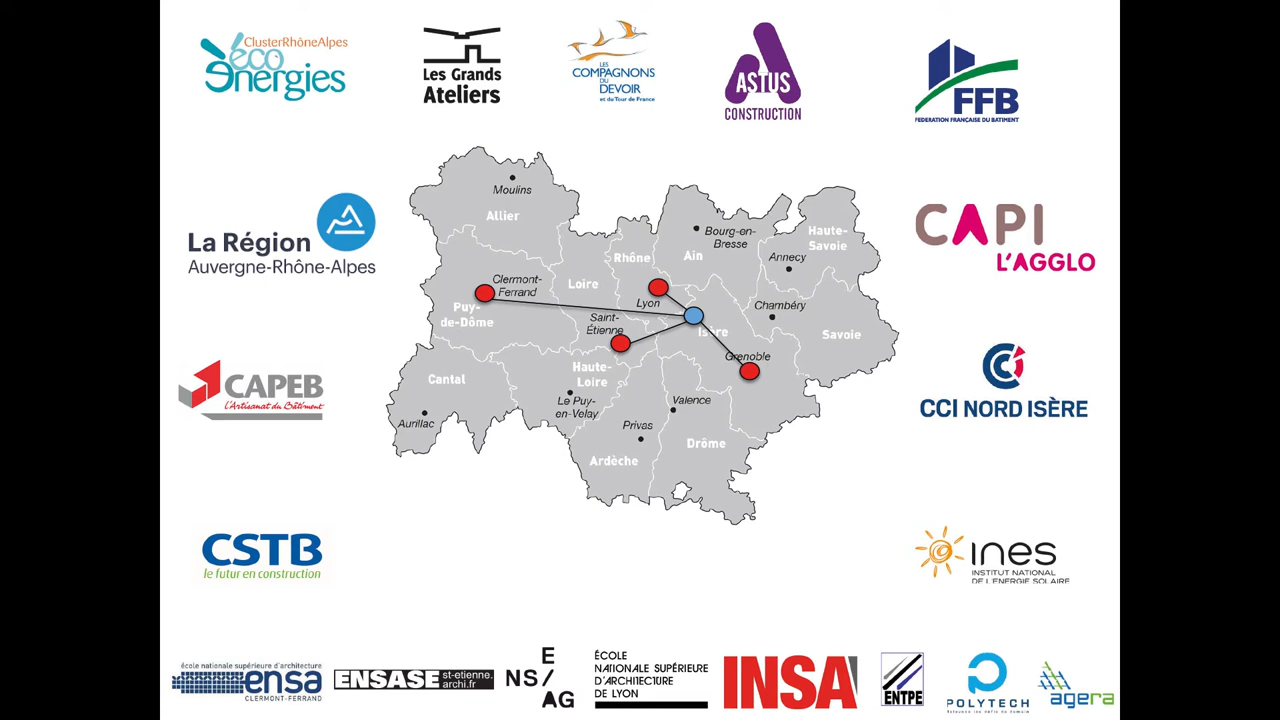 ClusterRhôneAlpes
éco
énergies
Les Grands
Ateliers
LES
COMPAGNONS
DU
DEVOIR
et du Tour de France
ASTUS
CONSTRUCTION
FFB
FEDERATION FRANÇAISE DU BATIMENT
La Région
Auvergne-Rhône-Alpes
CAPI
L'AGGLO
Moulins
Allier
Bourg-en-
Bresse
Haute-
Savoie
Rhône
Ain
Annecy
Clermont-
Ferrand
Loire
Lyon
Chambéry
Puy-
de-Dôme
Saint-
Étienne
Isère
Savoie
Grenoble
Cantal
Haute-
Loire
Le Puy-
en-Velay
Valence
Aurillac
Privas
Drôme
Ardèche
CAPEB
L'Artisanat du Bâtiment
CCI NORD ISÈRE
CSTB
le futur en construction
ines
INSTITUT NATIONAL
DE L'ENERGIE SOLAIRE
école nationale supérieure d'architecture
ensa
CLERMONT-FERRAND
ENSASE
st-etienne.
archi.fr
E
NS/
AG
ÉCOLE
NATIONALE SUPÉRIEURE
D'ARCHITECTURE
DE LYON
INSA
ENTPE
POLYTECH
agera